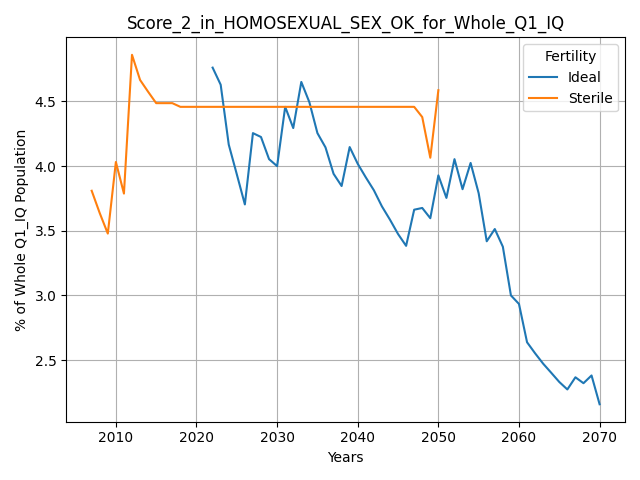 Score_2_in_HOMOSEXUAL_SEX_OK_for_Whole_Q1_IQ
Fertility
Ideal
Sterile
% of Whole Q1_IQ Population
4.5
4.0
3.5
3.0
2.5
2010 2020 2030 2040 2050 2060 2070
Years